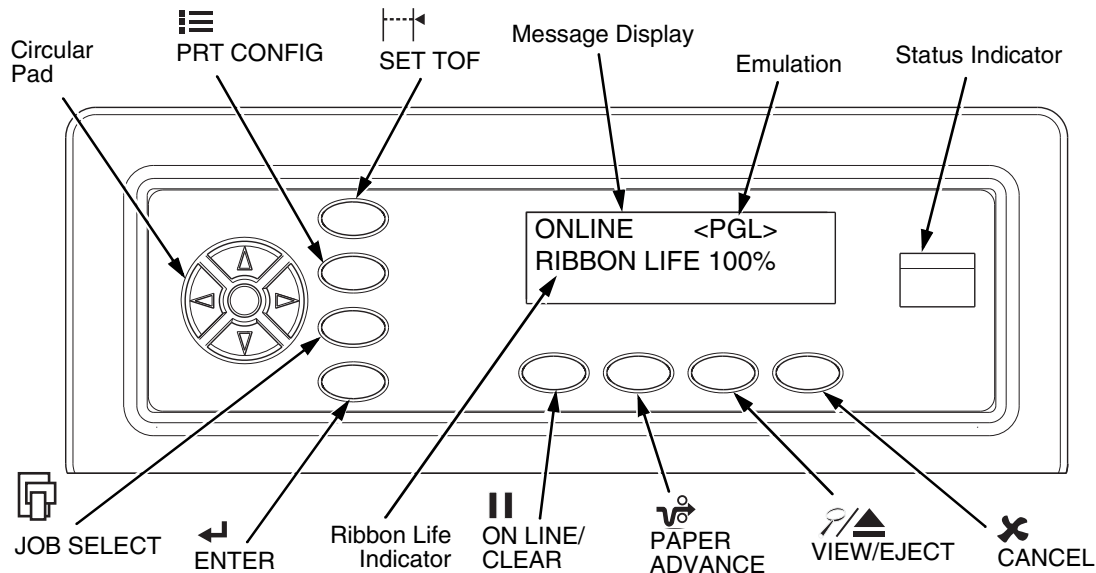 Circular
Pad
PRT CONFIG
SET TOF
Message Display
Emulation
Status Indicator
ONLINE <PGL>
RIBBON LIFE 100%
JOB SELECT
ENTER
Ribbon Life
Indicator
ON LINE/
CLEAR
PAPER
ADVANCE
VIEW/EJECT
CANCEL